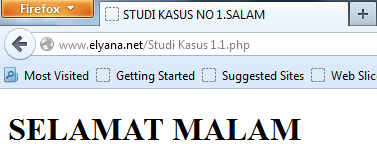 Firefox
STUDI KASUS NO 1.SALAM
www.elyana.net/Studi Kasus 1.1.php
Most Visited Getting Started Suggested Sites Web Slic
SELAMAT MALAM